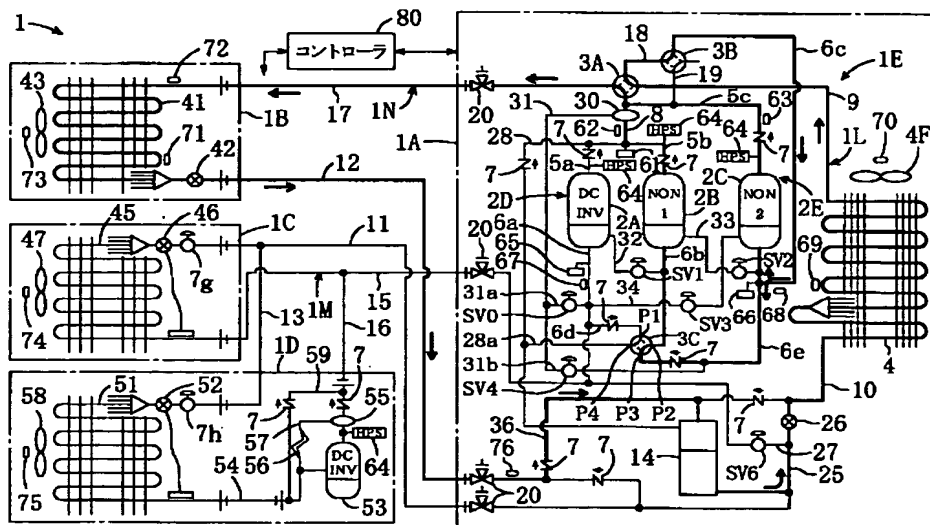 1
80
コントローラ
18
3B
6c
1E
72
3A
19
43
41
1B
17
1N
20
1A
31
30
8
5c
63
9
28
62
64
HPS
5b
64
7
1L
70
4F
71
42
12
7
7
5a
HPS
61
7
HPS
7
73
64
2C
2D
DC
INV
NON
1
NON
2
2E
45
46
1C
11
20
6a
2A
2B
33
47
65
32
6b
SV2
69
67
SV1
7g
1M
15
31a
7
34
66
68
74
13
16
SV0
6d
P1
SV3
3C
7
6e
4
1D
59
28a
51
52
7
31b
10
58
7
55
SV4
P4
P3
P2
7
26
57
HPS
36
7h
56
DC
INV
64
76
7
7
14
SV6
27
25
75
54
53
20